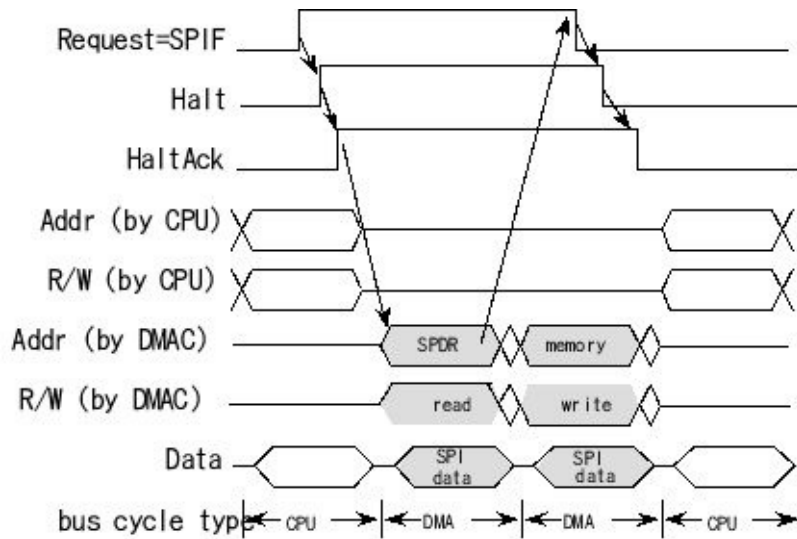 Request=SPIF
Halt
HaltAck
Addr (by CPU)
R/W (by CPU)
Addr (by DMAC) SPDR memory
R/W (by DMAC) read write
Data SPI data SPI data
bus cycle type CPU DMA DMA CPU